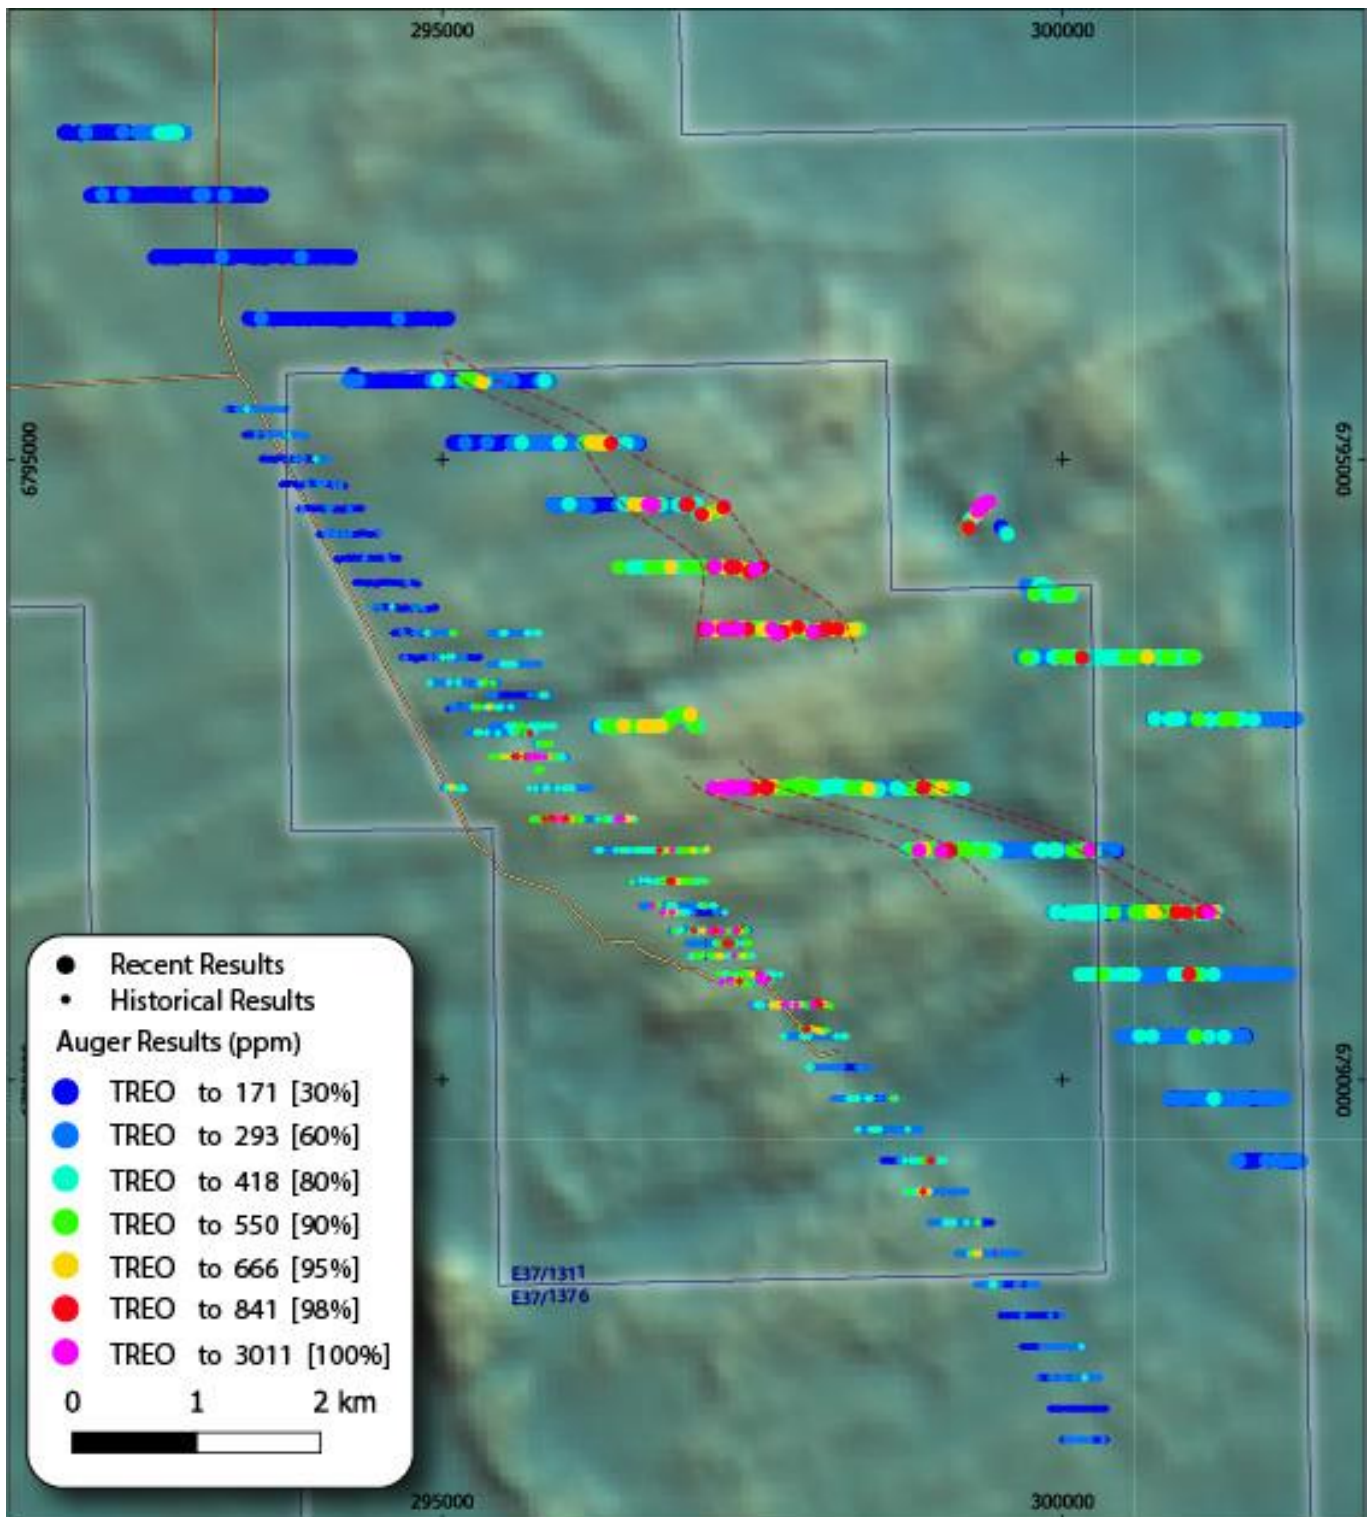 295000 300000
6795000 6795000
Recent Results
Historical Results
Auger Results (ppm)
TREO to 171 [30%]
TREO to 293 [60%]
TREO to 418 [80%]
TREO to 550 [90%]
TREO to 666 [95%]
TREO to 841 [98%]
TREO to 3011 [100%]
0 1 2 km
6790000
E37/1311
E37/1376
295000 300000